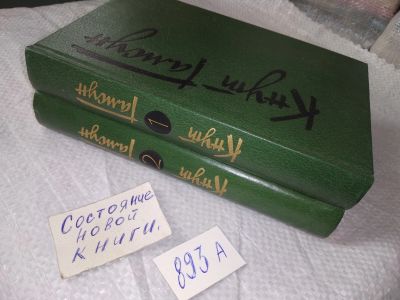 Кнут Гамсун
Кнут 1 Гамсун
Кнут 2 Гамсун
Состояние
новой
книги.
893 А